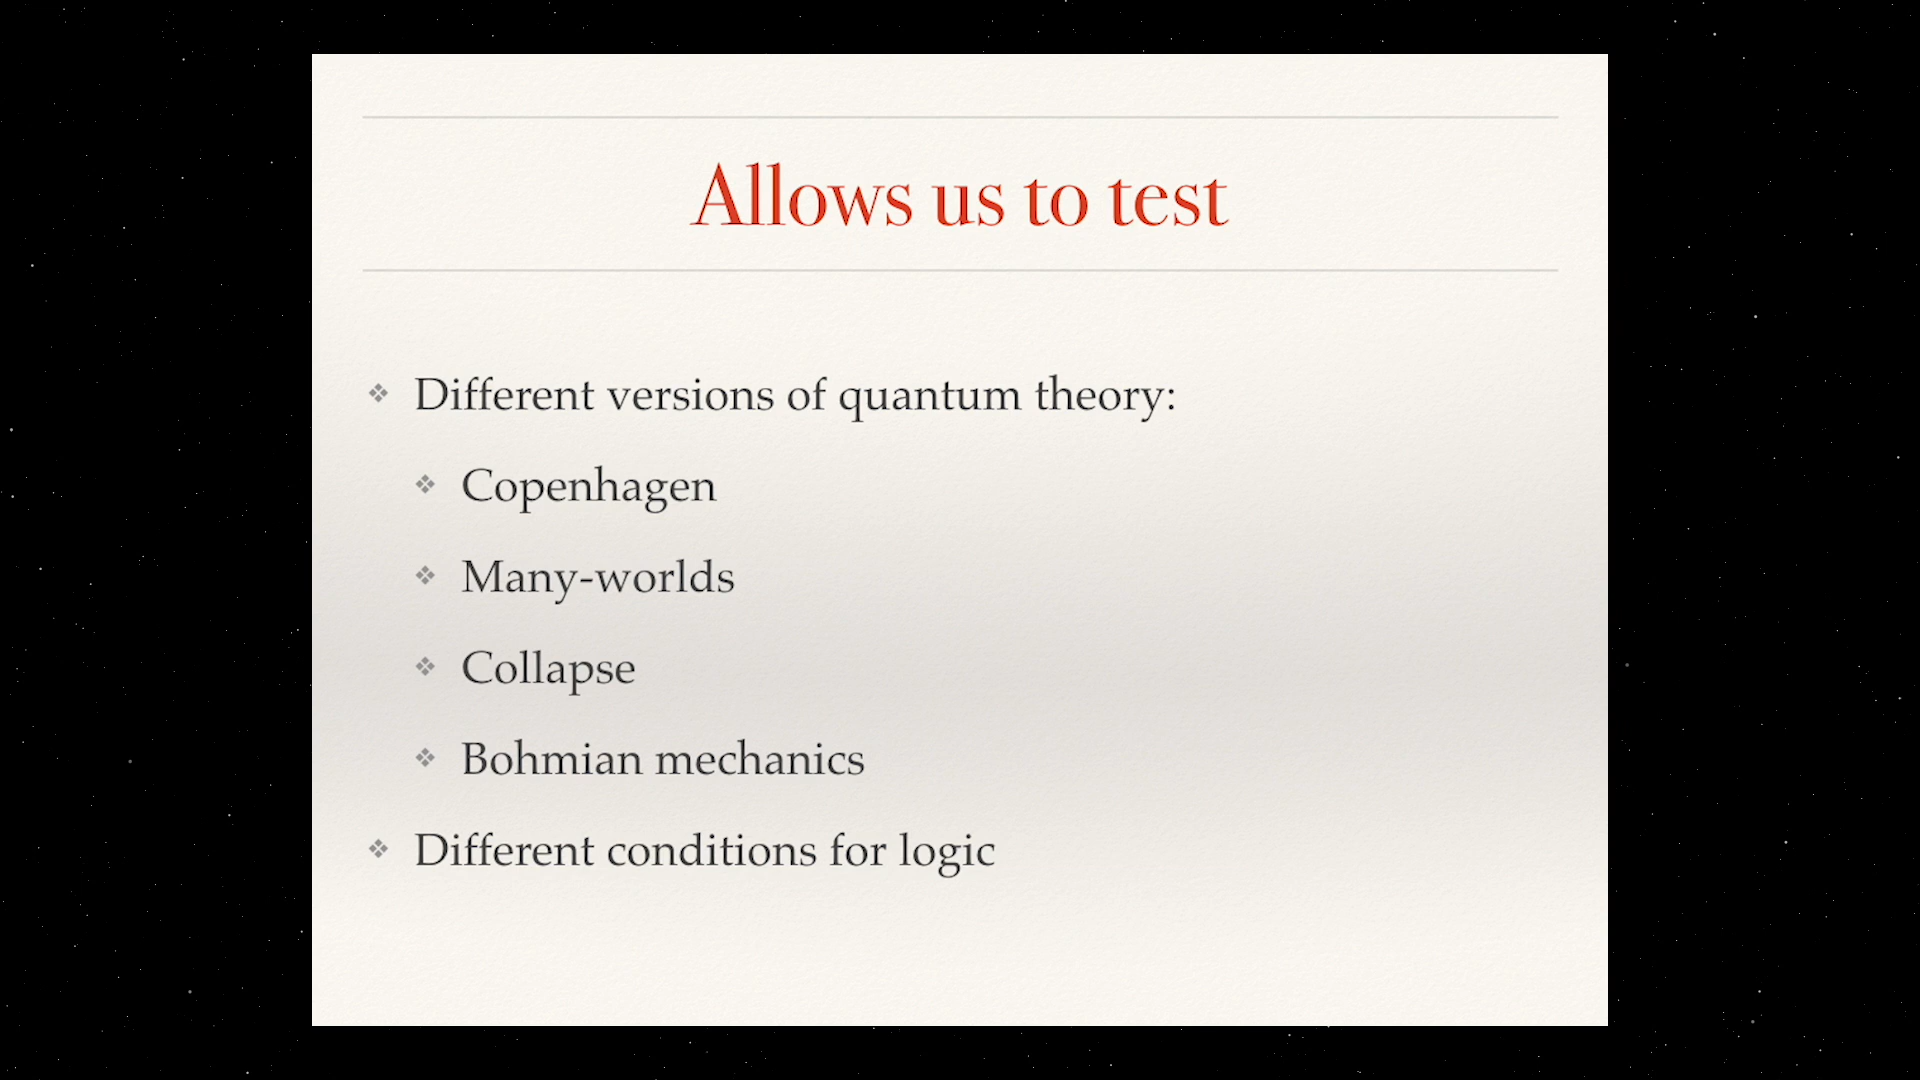 Allows us to test
Different versions of quantum theory:
Copenhagen
Many-worlds
Collapse
Bohmian mechanics
Different conditions for logic